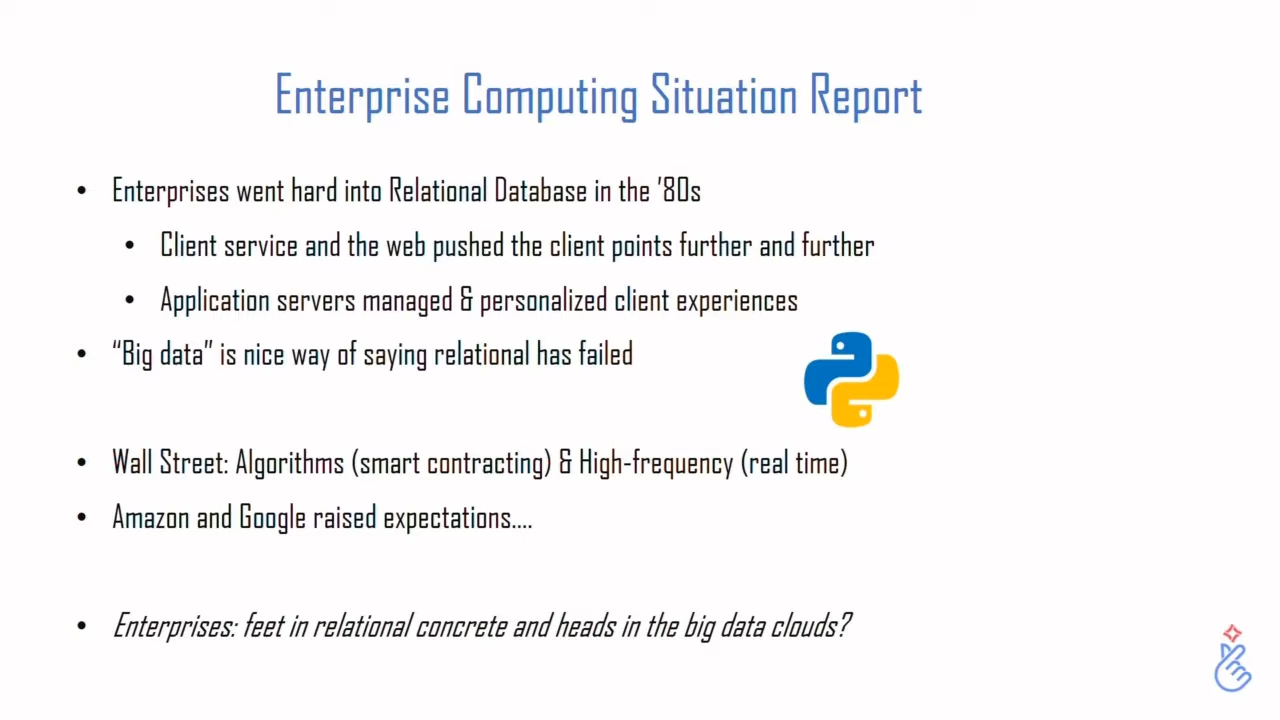 Enterprise Computing Situation Report
• Enterprises went hard into Relational Database in the '80s
• Client service and the web pushed the client points further and further
• Application servers managed & personalized client experiences
• “Big data” is nice way of saying relational has failed
• Wall Street: Algorithms (smart contracting) & High-frequency (real time)
• Amazon and Google raised expectations....
• Enterprises: feet in relational concrete and heads in the big data clouds?